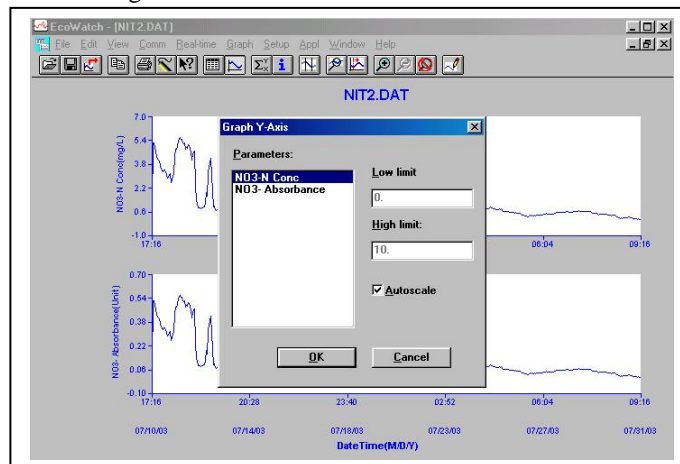 EcoWatch - [NIT2.DAT]
File Edit View Comm Real-time Graph Setup Appl Window Help
NIT2.DAT
Graph Y-Axis
Parameters:
NO3-N Conc
NO3- Absorbance
Low limit
0.
High limit:
10.
Autoscale
OK
Cancel
NO3-N Conc(mg/L)
7.0
5.4
3.8
2.2
0.6
-1.0
17:16 06:04 09:16
NO3- Absorbance(Unit)
0.70
0.54
0.38
0.22
0.06
-0.10
17:16 20:28 23:40 02:52 06:04 09:16
07/10/03 07/14/03 07/18/03 07/23/03 07/27/03 07/31/03
DateTime(M/D/Y)